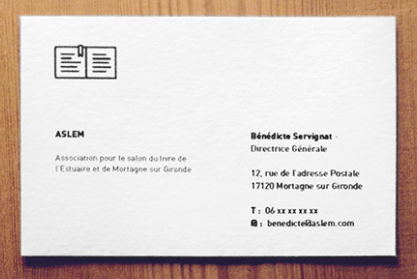 ASLEM
Association pour le salon du livre de
l'Estuaire et de Mortagne sur Gironde
Bénédicte Servignat -
Directrice Générale
12, rue de l'adresse Postale
17120 Mortagne sur Gironde
T : 06 xx xx xx xx
@ : benedicte@aslem.com